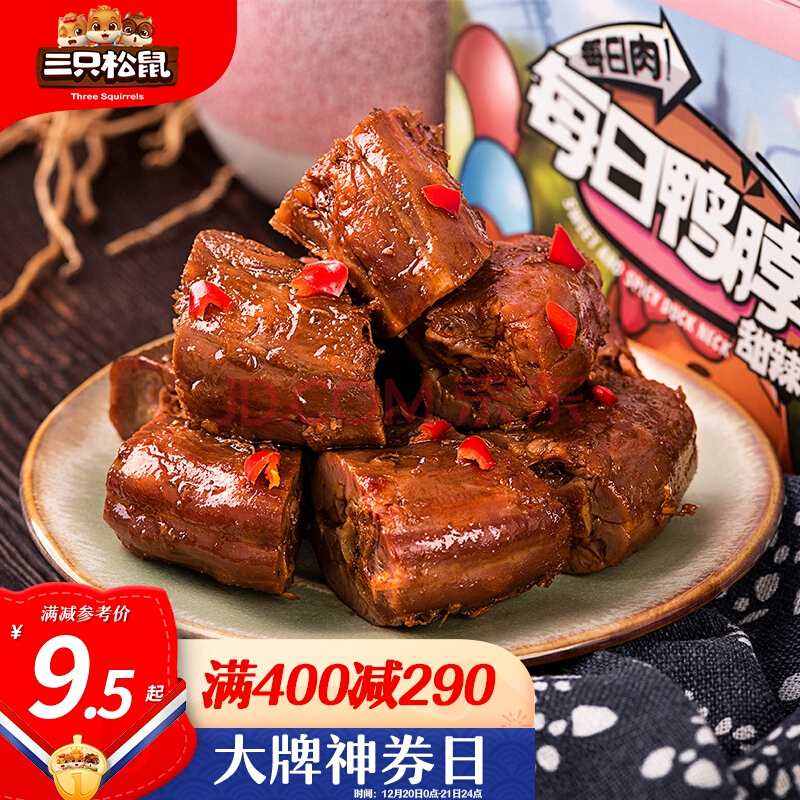 三只松鼠
Three Squirrels
每日肉!
每日鸭脖
SWEET AND SPICY DUCK NECK
甜辣
JD.COM 京东
满减参考价
¥9.5起
满400减290
大牌神券日
时间:12月20日0点-21日24点
1